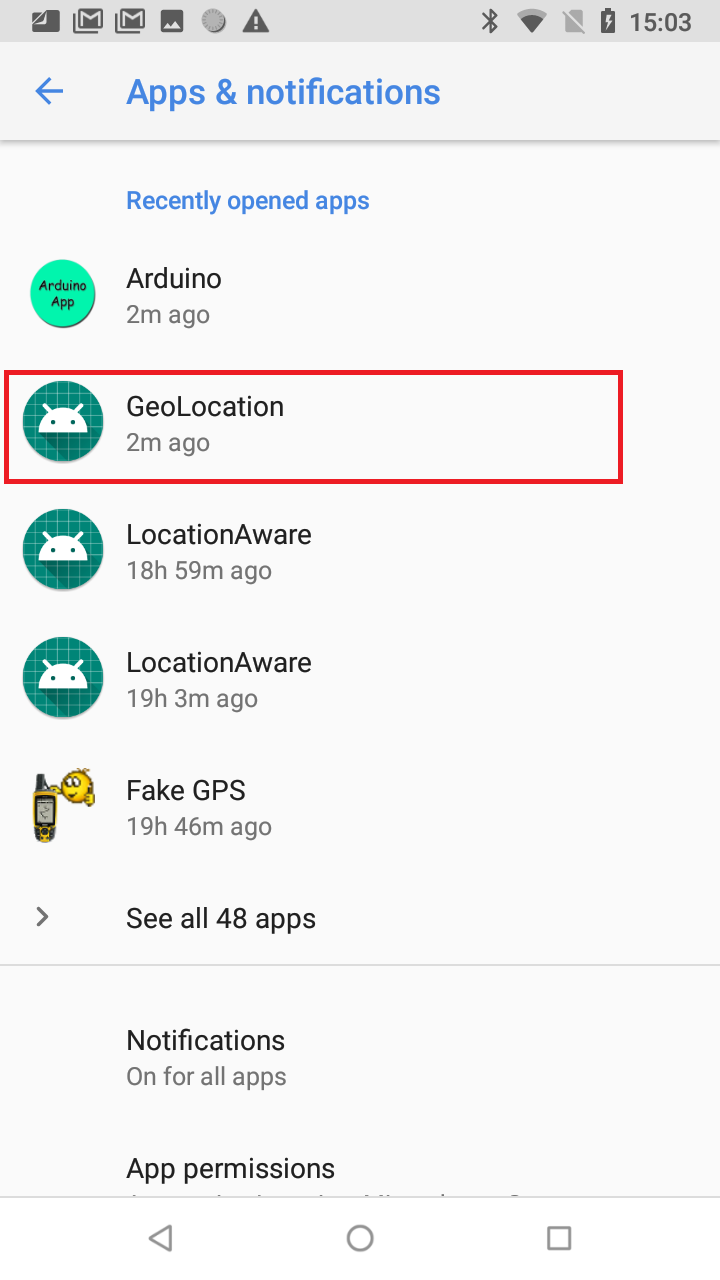 15:03
Apps & notifications
Recently opened apps
Arduino App
Arduino
2m ago
GeoLocation
2m ago
LocationAware
18h 59m ago
LocationAware
19h 3m ago
Fake GPS
19h 46m ago
See all 48 apps
Notifications
On for all apps
App permissions